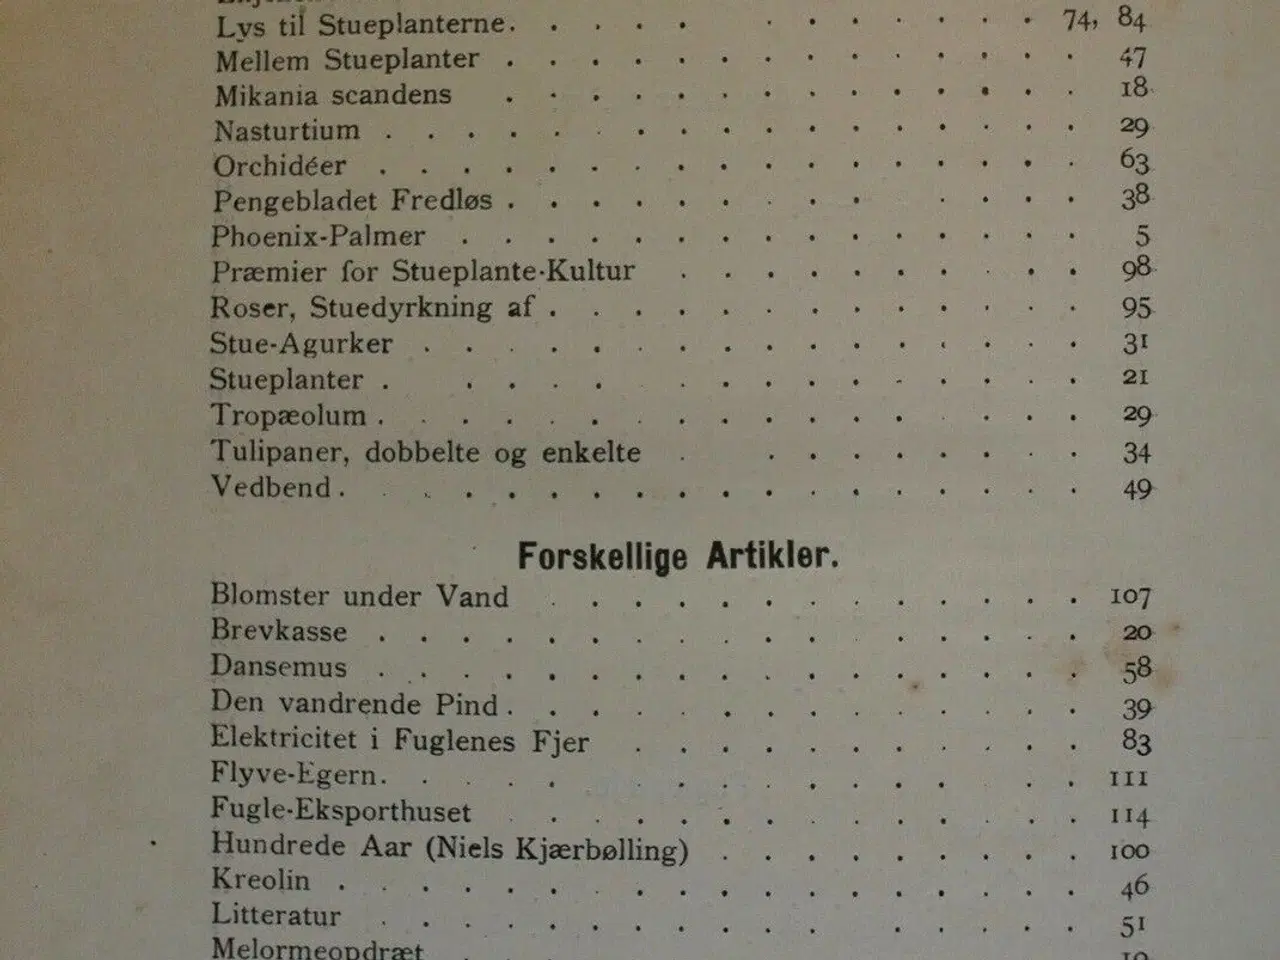 Lys til Stueplanterne. . . . . . . . . . . . 74, 84
Mellem Stueplanter . . . . . . . . . . . . . . 47
Mikania scandens . . . . . . . . . . . . . . 18
Nasturtium . . . . . . . . . . . . . . . . . 29
Orchidéer . . . . . . . . . . . . . . . . . 63
Pengebladet Fredløs . . . . . . . . . . . . . 38
Phoenix-Palmer . . . . . . . . . . . . . . . 5
Præmier for Stueplante-Kultur . . . . . . . . . . 98
Roser, Stuedyrkning af . . . . . . . . . . . . . 95
Stue-Agurker . . . . . . . . . . . . . . . . 31
Stueplanter . . . . . . . . . . . . . . . . 21
Tropæolum . . . . . . . . . . . . . . . . . 29
Tulipaner, dobbelte og enkelte . . . . . . . . . 34
Vedbend . . . . . . . . . . . . . . . . . . 49
Forskellige Artikler.
Blomster under Vand . . . . . . . . . . . . . 107
Brevkasse . . . . . . . . . . . . . . . . . 20
Dansemus . . . . . . . . . . . . . . . . . 58
Den vandrende Pind . . . . . . . . . . . . . . 39
Elektricitet i Fuglenes Fjer . . . . . . . . . . . 83
Flyve-Egern. . . . . . . . . . . . . . . . . 111
Fugle-Eksporthuset . . . . . . . . . . . . . 114
Hundrede Aar (Niels Kjærbølling) . . . . . . . . . 100
Kreolin . . . . . . . . . . . . . . . . . . 46
Litteratur . . . . . . . . . . . . . . . . . 51
Melormeopdræt